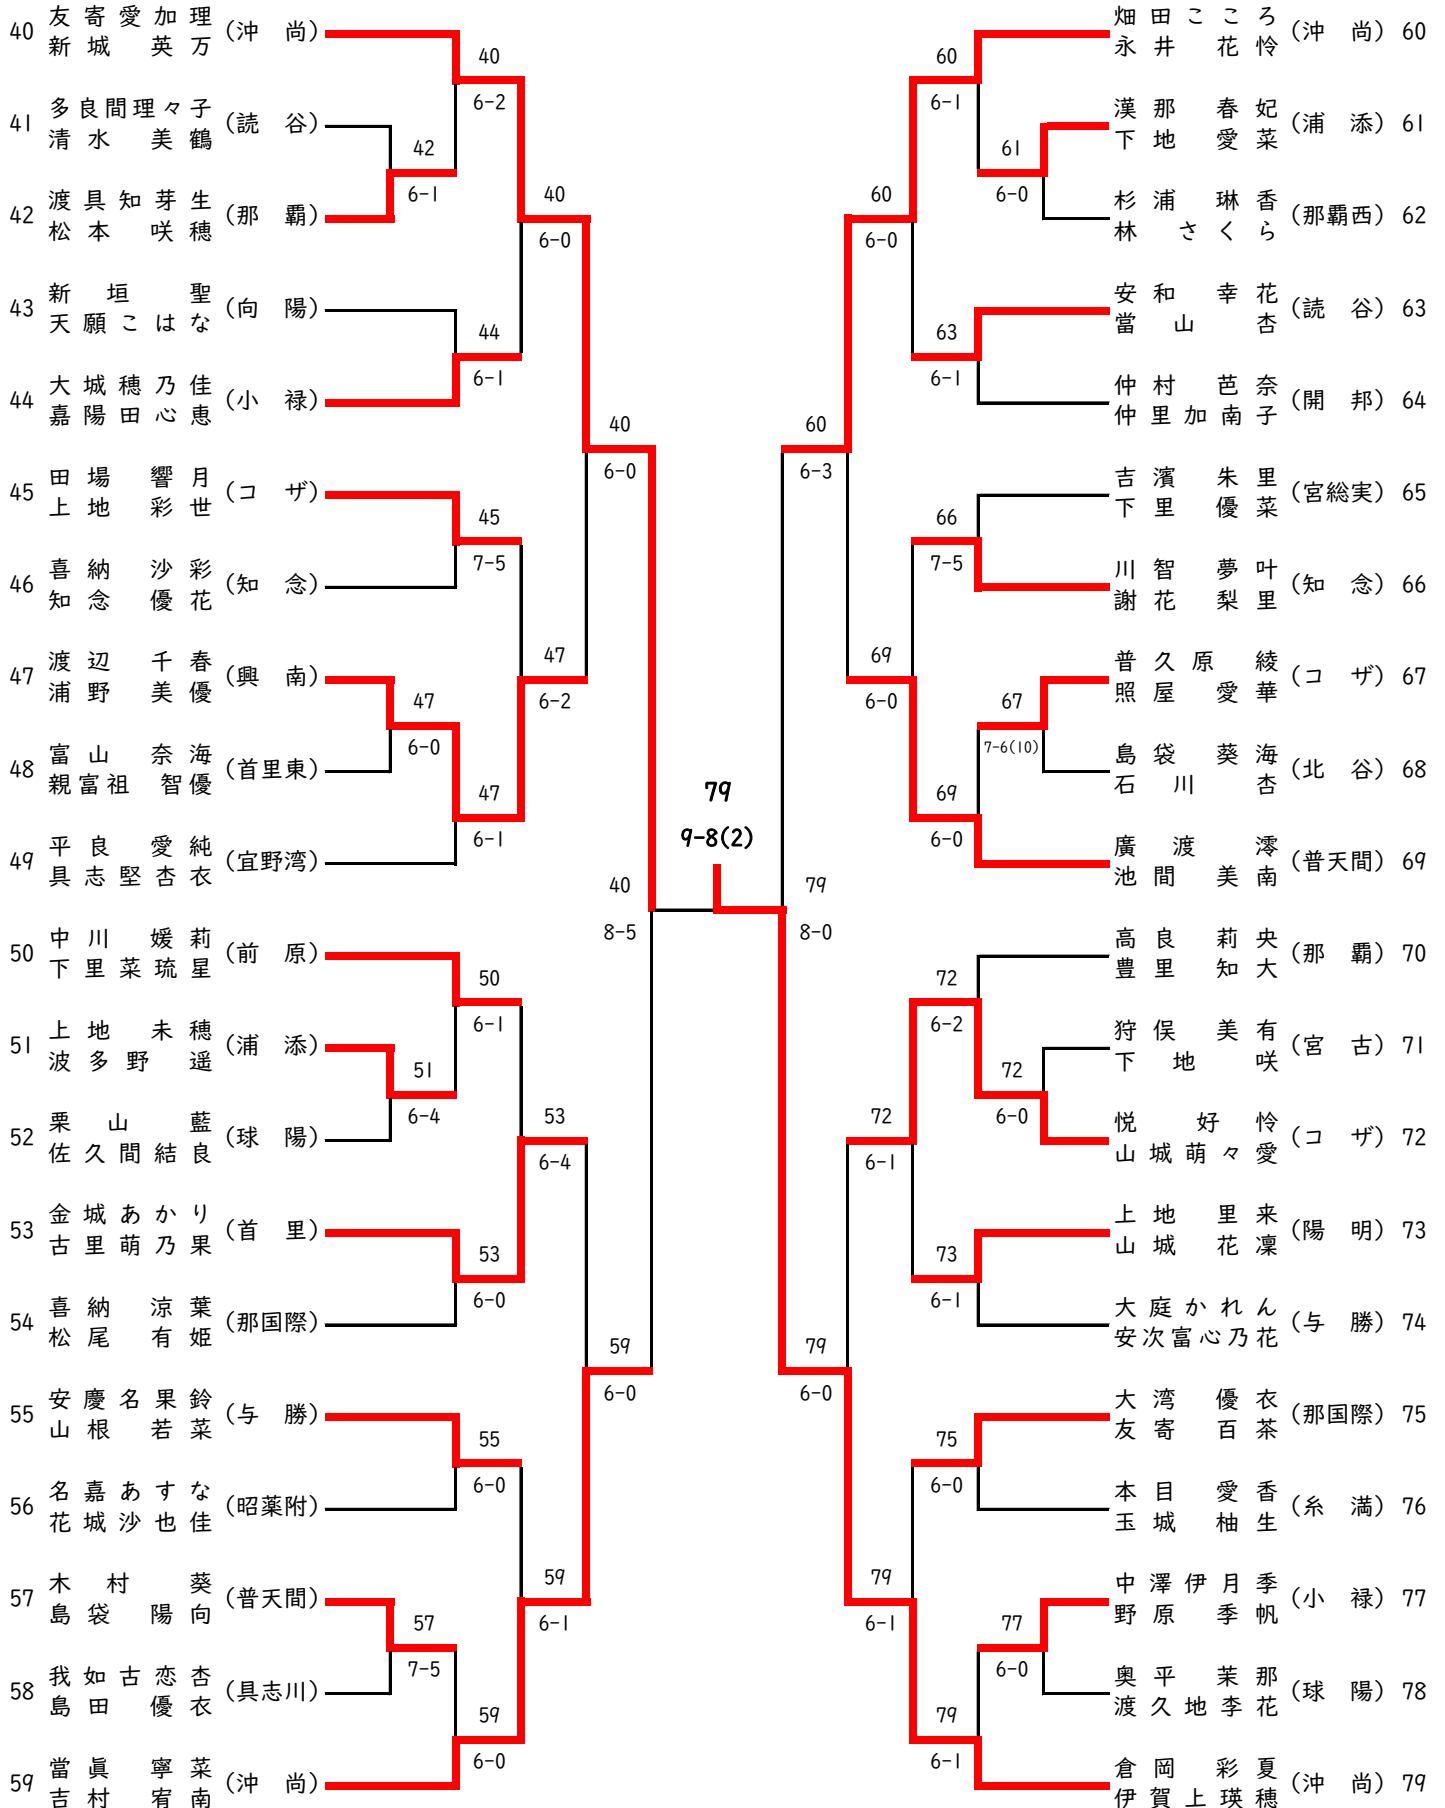 40 友寄愛加理 (沖 尚)
新城 英万
41 多良間理々子 (読 谷)
清水 美鶴
42 渡具知芽生 (那 覇)
松本 咲穂
43 新垣 聖 (向 陽)
天願こはな
44 大城穂乃佳 (小 禄)
嘉陽田心恵
45 田場 響月 (コ ザ)
上地 彩世
46 喜納 沙彩 (知 念)
知念 優花
47 渡辺 千春 (興 南)
浦野 美優
48 富山 奈海 (首里東)
親富祖 智優
49 平良 愛純 (宜野湾)
具志堅杏衣
50 中川 媛莉 (前 原)
下里菜琉星
51 上地 未穂 (浦 添)
波多野 遥
52 栗山 藍 (球 陽)
佐久間結良
53 金城あかり (首 里)
古里萌乃果
54 喜納 涼葉 (那国際)
松尾 有姫
55 安慶名果鈴 (与 勝)
山根 若菜
56 名嘉あすな (昭薬附)
花城沙也佳
57 木村 葵 (普天間)
島袋 陽向
58 我如古恋杏 (具志川)
島田 優衣
59 當眞 寧菜 (沖 尚)
吉村 宥南
42
6-1
47
6-0
51
6-4
57
7-5
40
6-2
44
6-1
45
7-5
47
6-1
50
6-1
53
6-0
55
6-0
59
6-0
40
6-0
47
6-2
53
6-4
59
6-1
40
6-0
59
6-0
40
8-5
79
9-8(2)
79
8-0
60
6-3
79
6-0
60
6-0
69
6-0
72
6-1
79
6-1
60
6-1
63
6-1
66
7-5
69
6-0
72
6-2
73
6-1
75
6-0
79
6-1
61
6-0
67
7-6(10)
72
6-0
77
6-0
畑田こころ (沖 尚) 60
永井 花怜
漢那 春妃 (浦 添) 61
下地 愛菜
杉浦 琳香 (那覇西) 62
林 さくら
安和 幸花 (読 谷) 63
當山 杏
仲村 芭奈 (開 邦) 64
仲里加南子
吉濱 朱里 (宮総実) 65
下里 優菜
川智 夢叶 (知 念) 66
謝花 梨里
普久原 綾 (コ ザ) 67
照屋 愛華
島袋 葵海 (北 谷) 68
石川 杏
廣渡 澪 (普天間) 69
池間 美南
高良 莉央 (那 覇) 70
豊里 知大
狩俣 美有 (宮 古) 71
下地 咲
悦 好怜 (コ ザ) 72
山城萌々愛
上地 里来 (陽 明) 73
山城 花凜
大庭かれん (与 勝) 74
安次富心乃花
大湾 優衣 (那国際) 75
友寄 百茶
本目 愛香 (糸 満) 76
玉城 柚生
中澤伊月季 (小 禄) 77
野原 季帆
奥平 茉那 (球 陽) 78
渡久地李花
倉岡 彩夏 (沖 尚) 79
伊賀上瑛穂